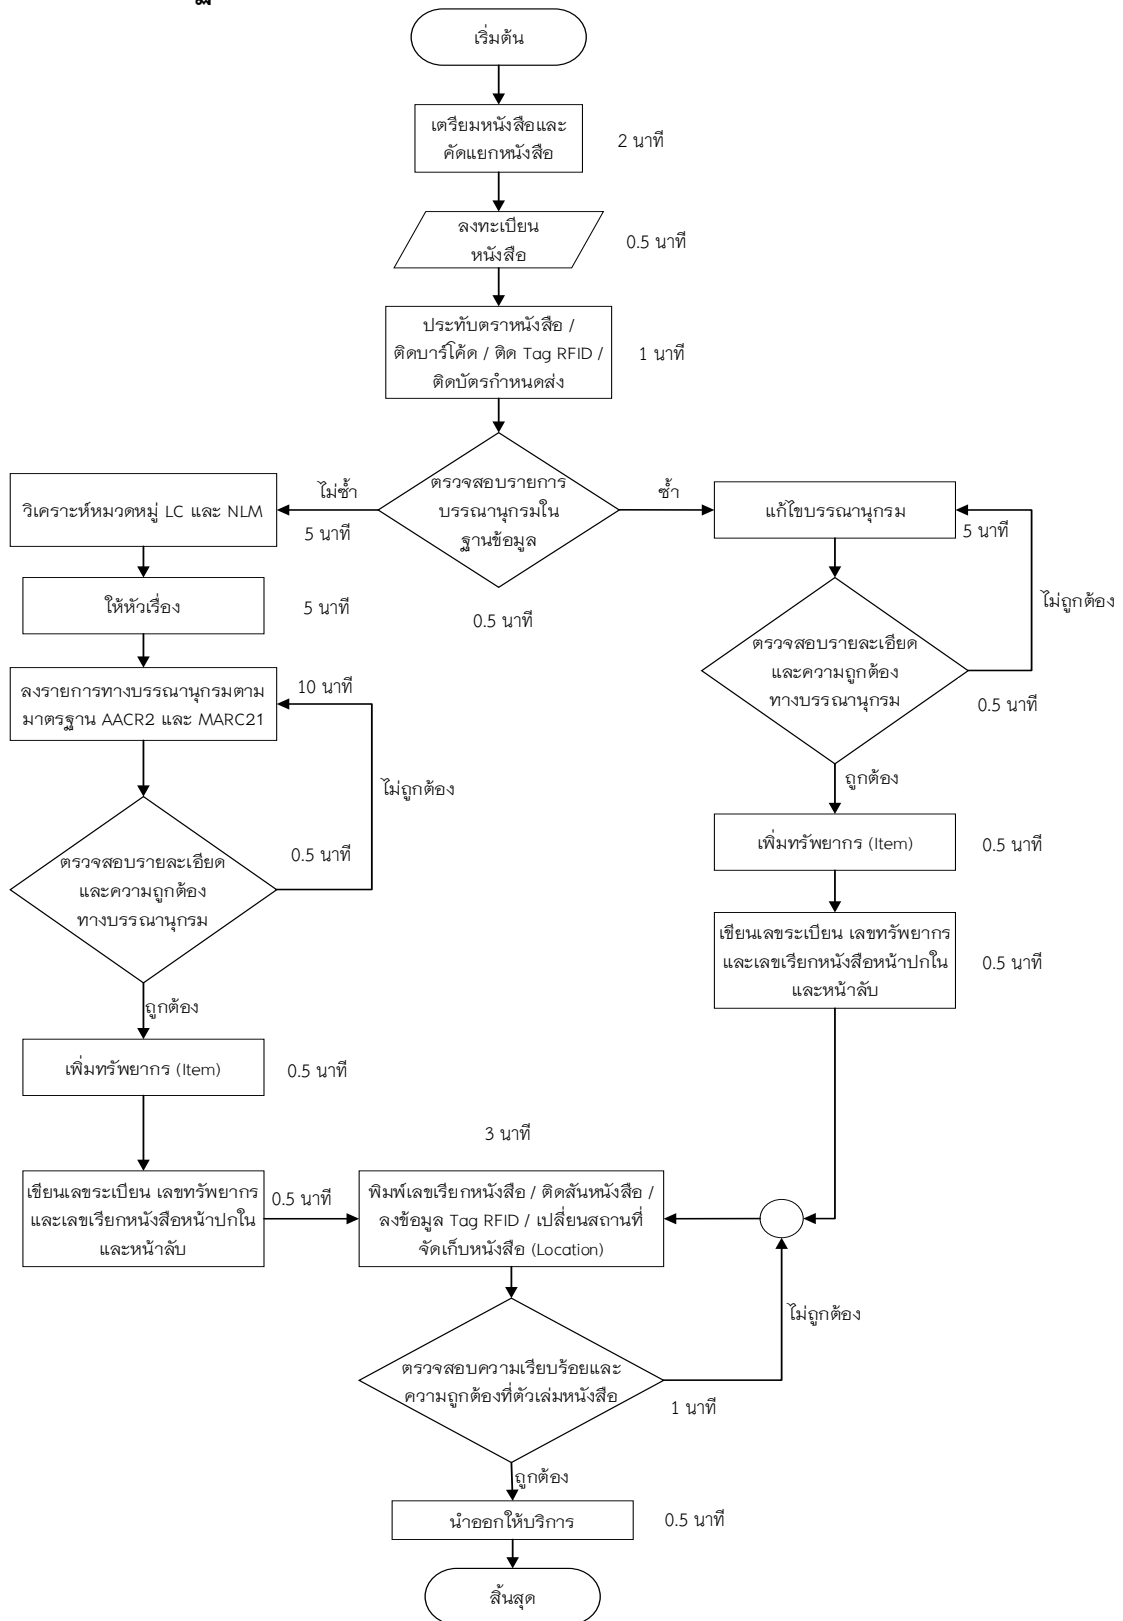 เริ่มต้น
เตรียมหนังสือและ
คัดแยกหนังสือ
2 นาที
ลงทะเบียน
หนังสือ
0.5 นาที
ประทับตราหนังสือ /
ติดบาร์โค้ด / ติด Tag RFID /
ติดบัตรกำหนดส่ง
1 นาที
ตรวจสอบรายการ
บรรณานุกรมใน
ฐานข้อมูล
0.5 นาที
ไม่ซ้ำ
ซ้ำ
วิเคราะห์หมวดหมู่ LC และ NLM
5 นาที
ให้หัวเรื่อง
5 นาที
ลงรายการทางบรรณานุกรมตาม
มาตรฐาน AACR2 และ MARC21
10 นาที
ไม่ถูกต้อง
ตรวจสอบรายละเอียด
และความถูกต้อง
ทางบรรณานุกรม
0.5 นาที
ถูกต้อง
เพิ่มทรัพยากร (Item)
0.5 นาที
เขียนเลขระเบียน เลขทรัพยากร
และเลขเรียกหนังสือหน้าปกใน
และหน้าลับ
0.5 นาที
แก้ไขบรรณานุกรม
5 นาที
ไม่ถูกต้อง
ตรวจสอบรายละเอียด
และความถูกต้อง
ทางบรรณานุกรม
0.5 นาที
ถูกต้อง
เพิ่มทรัพยากร (Item)
0.5 นาที
เขียนเลขระเบียน เลขทรัพยากร
และเลขเรียกหนังสือหน้าปกใน
และหน้าลับ
0.5 นาที
3 นาที
พิมพ์เลขเรียกหนังสือ / ติดสันหนังสือ /
ลงข้อมูล Tag RFID / เปลี่ยนสถานที่
จัดเก็บหนังสือ (Location)
ไม่ถูกต้อง
ตรวจสอบความเรียบร้อยและ
ความถูกต้องที่ตัวเล่มหนังสือ
1 นาที
ถูกต้อง
นำออกให้บริการ
0.5 นาที
สิ้นสุด